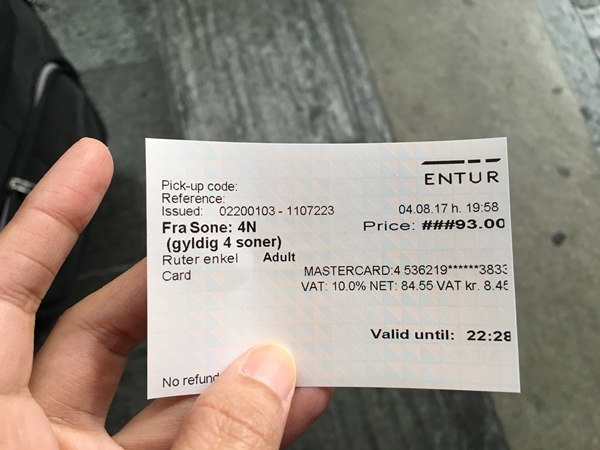 ENTUR
Pick-up code:
Reference:
Issued: 02200103 - 1107223 04.08.17 h. 19:58
Fra Sone: 4N Price: ###93.00
(gyldig 4 soner)
Ruter enkel Adult
Card MASTERCARD:4 536219******3833
VAT: 10.0% NET: 84.55 VAT kr. 8.45
Valid until: 22:28
No refund